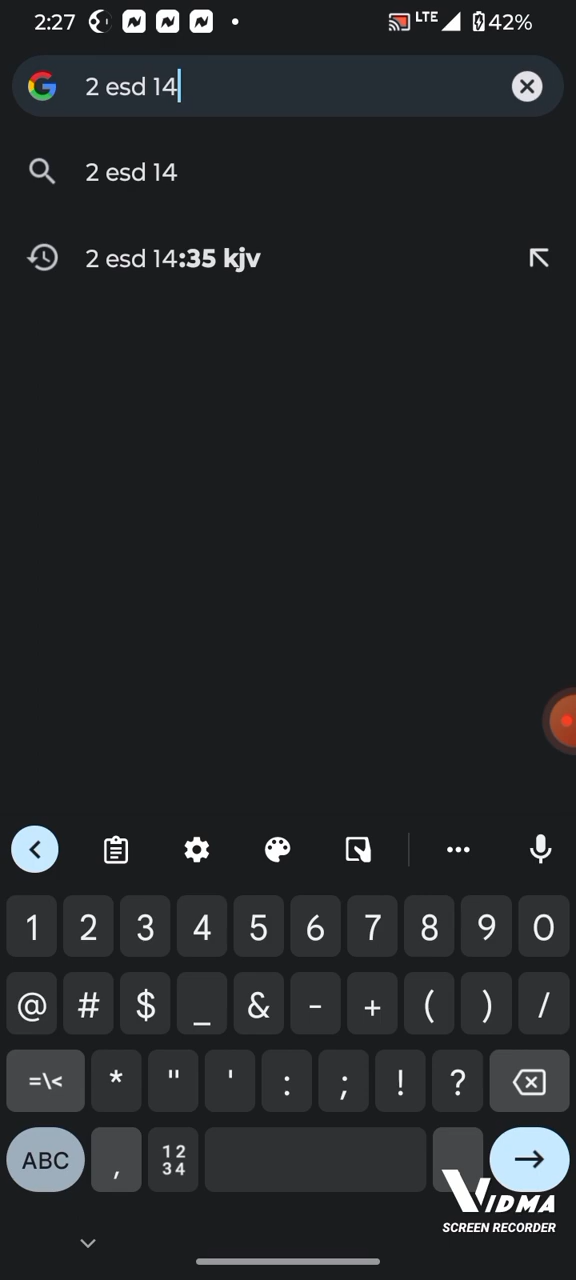 2:27 LTE 42%
2 esd 14
2 esd 14
2 esd 14:35 kjv
1 2 3 4 5 6 7 8 9 0
@ # $ _ & - + ( ) /
=\< * " ' : ; ! ?
ABC , 12
34
VIDMA
SCREEN RECORDER